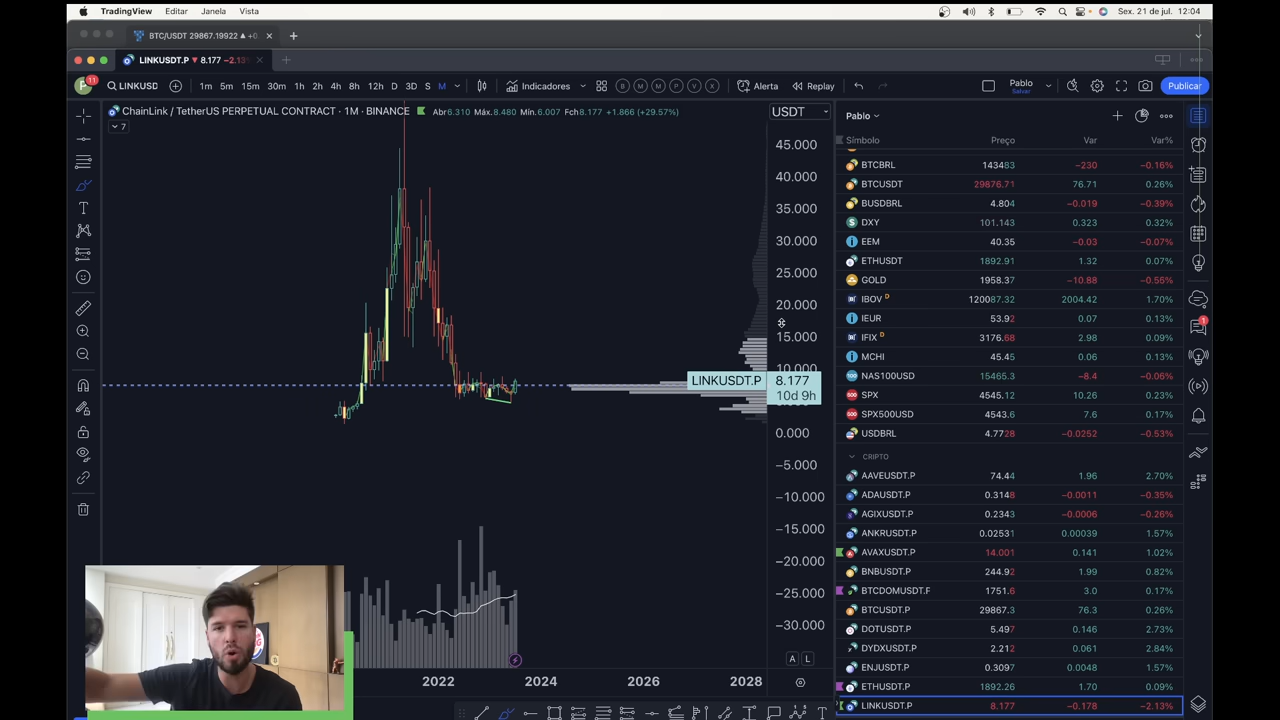 TradingView Editar Janela Vista
Sex. 21 de jul. 12:04
BTC/USDT 29867.19922 ▲ +0.
LINKUSDT.P ▼ 8.177 −2.13%
11
LINKUSD
1m 5m 15m 30m 1h 2h 4h 8h 12h D 3D S M
Indicadores
B M M P V X
Alerta
Replay
Pablo
Salvar
Publicar
ChainLink / TetherUS PERPETUAL CONTRACT · 1M · BINANCE
Abr6.310 Máx.8.480 Mín.6.007 Fch8.177 +1.866 (+29.57%)
7
USDT
45.000
40.000
35.000
30.000
25.000
20.000
15.000
10.000
LINKUSDT.P 8.177
10d 9h
0.000
−5.000
−10.000
−15.000
−20.000
−25.000
−30.000
A L
2022 2024 2026 2028
Pablo
Símbolo Preço Var Var%
BTCBRL 143483 −230 −0.16%
BTCUSDT 29876.71 76.71 0.26%
BUSDBRL 4.804 −0.019 −0.39%
DXY 101.143 0.323 0.32%
EEM 40.35 −0.03 −0.07%
ETHUSDT 1892.91 1.32 0.07%
GOLD 1958.37 −10.88 −0.56%
IBOV D 120087.32 2004.42 1.70%
IEUR 53.92 0.07 0.13%
IFIX D 3176.68 2.98 0.09%
MCHI 45.45 0.06 0.13%
NAS100USD 15465.3 −8.4 −0.06%
SPX 4545.12 10.26 0.23%
SPX500USD 4543.6 7.6 0.17%
USDBRL 4.7728 −0.0252 −0.53%
CRIPTO
AAVEUSDT.P 74.44 1.96 2.70%
ADAUSDT.P 0.3148 −0.0011 −0.35%
AGIXUSDT.P 0.2343 −0.0006 −0.26%
ANKRUSDT.P 0.02531 0.00039 1.57%
AVAXUSDT.P 14.001 0.141 1.02%
BNBUSDT.P 244.92 1.99 0.82%
BTCDOMUSDT.F 1751.6 3.0 0.17%
BTCUSDT.P 29867.3 76.3 0.26%
DOTUSDT.P 5.497 0.146 2.73%
DYDXUSDT.P 2.212 0.061 2.84%
ENJUSDT.P 0.3097 0.0048 1.57%
ETHUSDT.P 1892.26 1.70 0.09%
LINKUSDT.P 8.177 −0.178 −2.13%
1